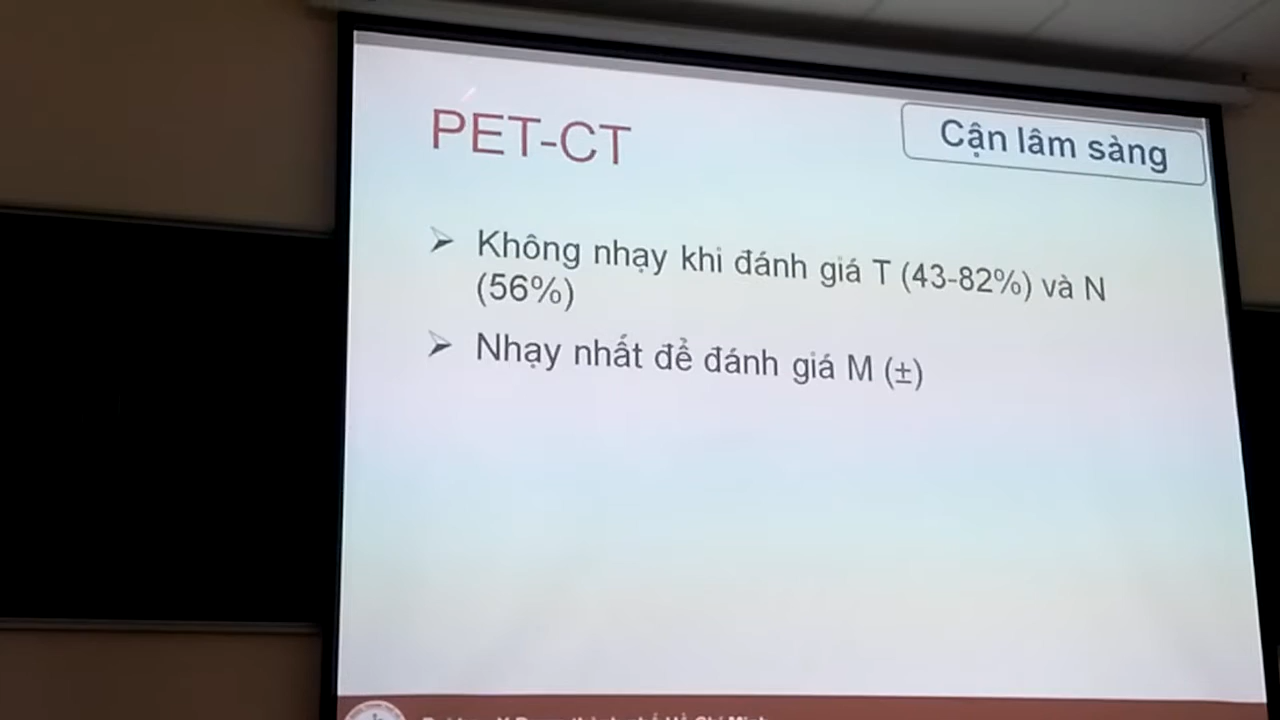 PET-CT
Cận lâm sàng
Không nhạy khi đánh giá T (43-82%) và N
(56%)
Nhạy nhất để đánh giá M (±)